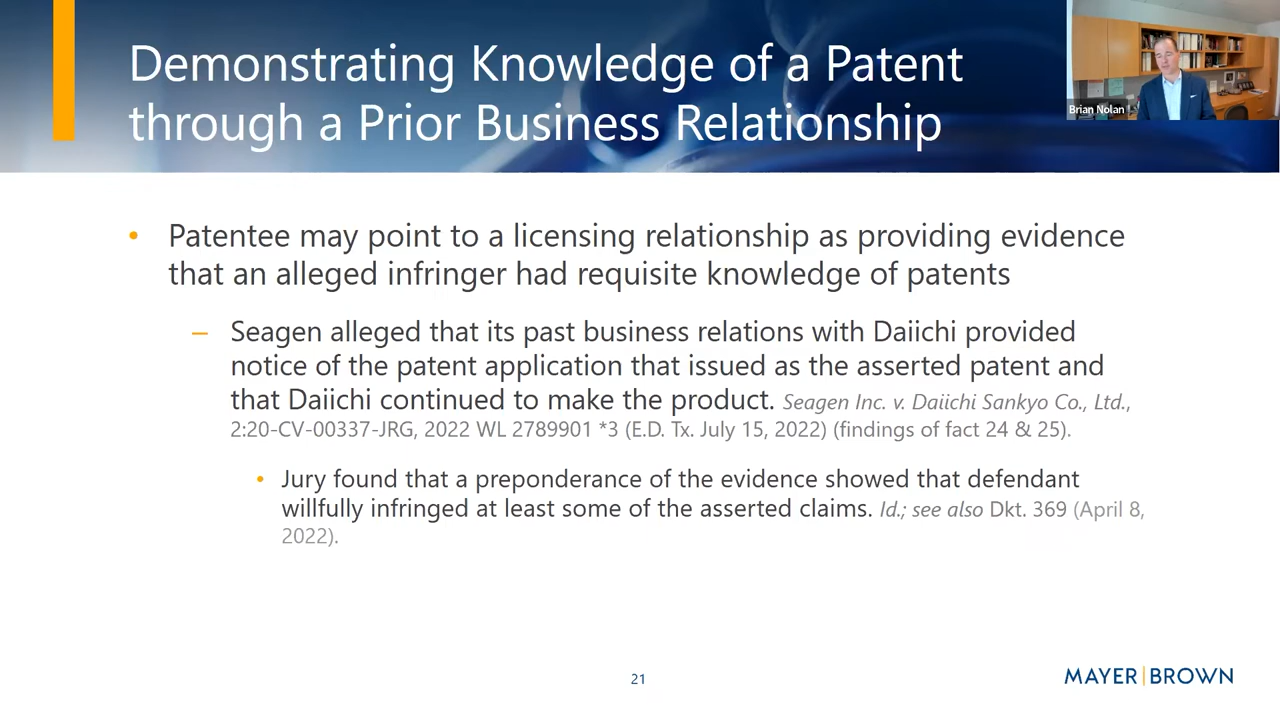 Demonstrating Knowledge of a Patent
through a Prior Business Relationship
Brian Nolan
• Patentee may point to a licensing relationship as providing evidence
that an alleged infringer had requisite knowledge of patents
– Seagen alleged that its past business relations with Daiichi provided
notice of the patent application that issued as the asserted patent and
that Daiichi continued to make the product. Seagen Inc. v. Daiichi Sankyo Co., Ltd.,
2:20-CV-00337-JRG, 2022 WL 2789901 *3 (E.D. Tx. July 15, 2022) (findings of fact 24 & 25).
• Jury found that a preponderance of the evidence showed that defendant
willfully infringed at least some of the asserted claims. Id.; see also Dkt. 369 (April 8,
2022).
21
MAYER | BROWN